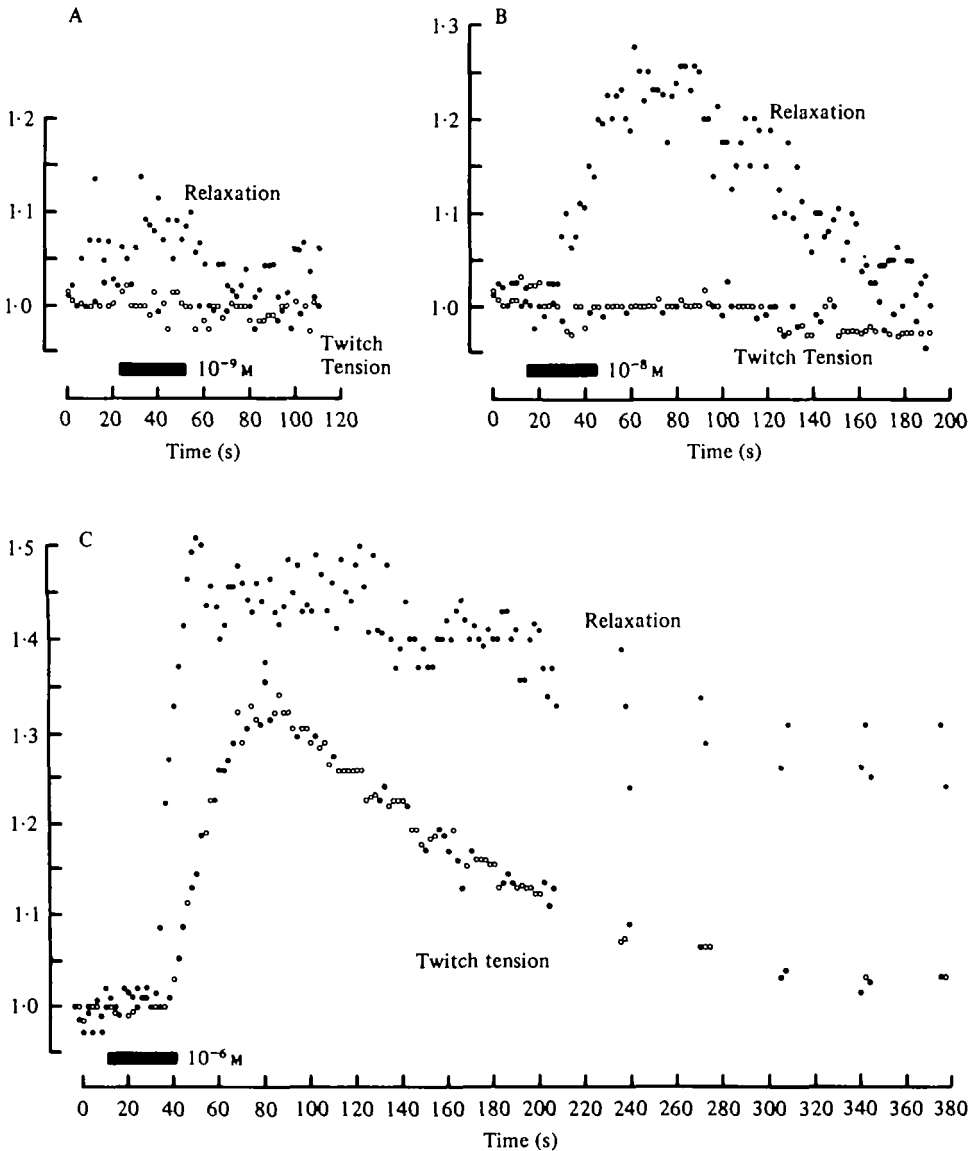 A
1·2
1·1
1·0
Relaxation
Twitch
Tension
10⁻⁹ M
0 20 40 60 80 100 120
Time (s)
B
1·3
1·2
1·1
1·0
Relaxation
Twitch Tension
10⁻⁸ M
0 20 40 60 80 100 120 140 160 180 200
Time (s)
C
1·5
1·4
1·3
1·2
1·1
1·0
Relaxation
Twitch tension
10⁻⁶ M
0 20 40 60 80 100 120 140 160 180 200 220 240 260 280 300 320 340 360 380
Time (s)